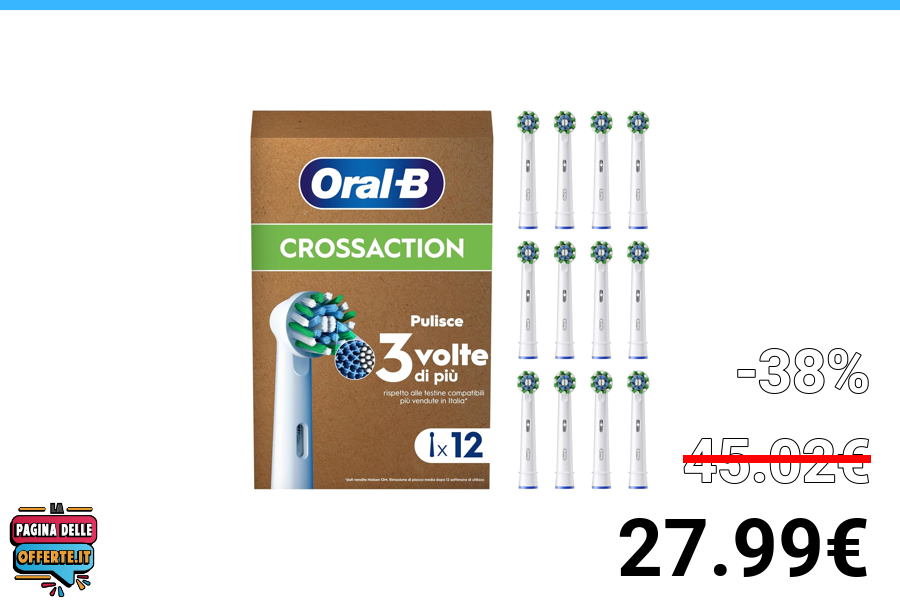 Oral-B
CROSSACTION
Pulisce
3 volte
di più
rispetto alle testine compatibili
più vendute in Italia*
x 12
-38%
45.02€
27.99€
LA
PAGINA DELLE
OFFERTE.IT